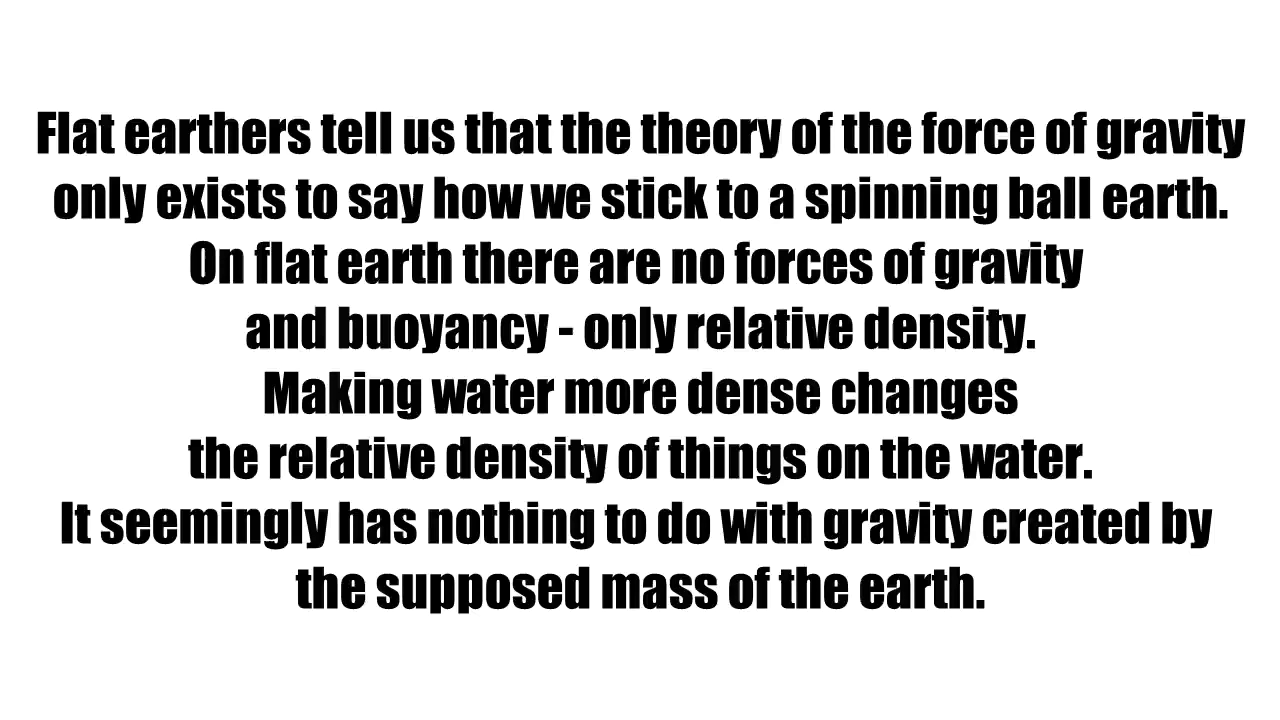 Flat earthers tell us that the theory of the force of gravity
only exists to say how we stick to a spinning ball earth.
On flat earth there are no forces of gravity
and buoyancy - only relative density.
Making water more dense changes
the relative density of things on the water.
It seemingly has nothing to do with gravity created by
the supposed mass of the earth.